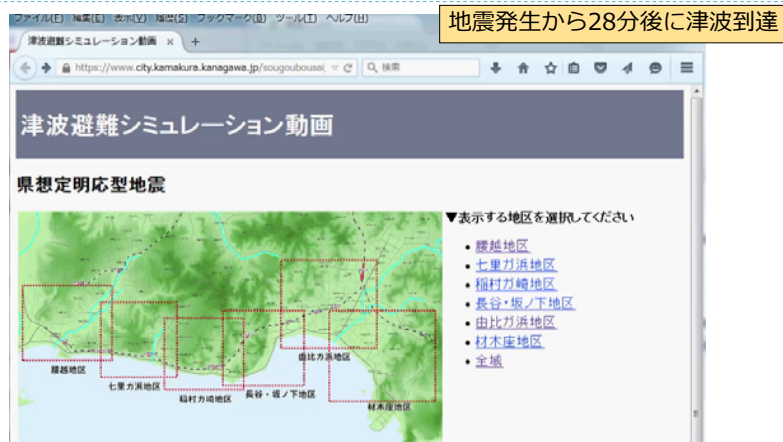 ファイル(F) 編集(E) 表示(V) 履歴(S) ブックマーク(B) ツール(T) ヘルプ(H)
地震発生から28分後に津波到達
津波避難シミュレーション動画 × +
https://www.city.kamakura.kanagawa.jp/sougoubousai
検索
津波避難シミュレーション動画
県想定明応型地震
▼表示する地区を選択してください
• 腰越地区
• 七里ガ浜地区
• 稲村ガ崎地区
• 長谷・坂ノ下地区
• 由比ガ浜地区
• 材木座地区
• 全域
腰越地区
七里ガ浜地区
稲村ガ崎地区
長谷・坂ノ下地区
由比ガ浜地区
材木座地区